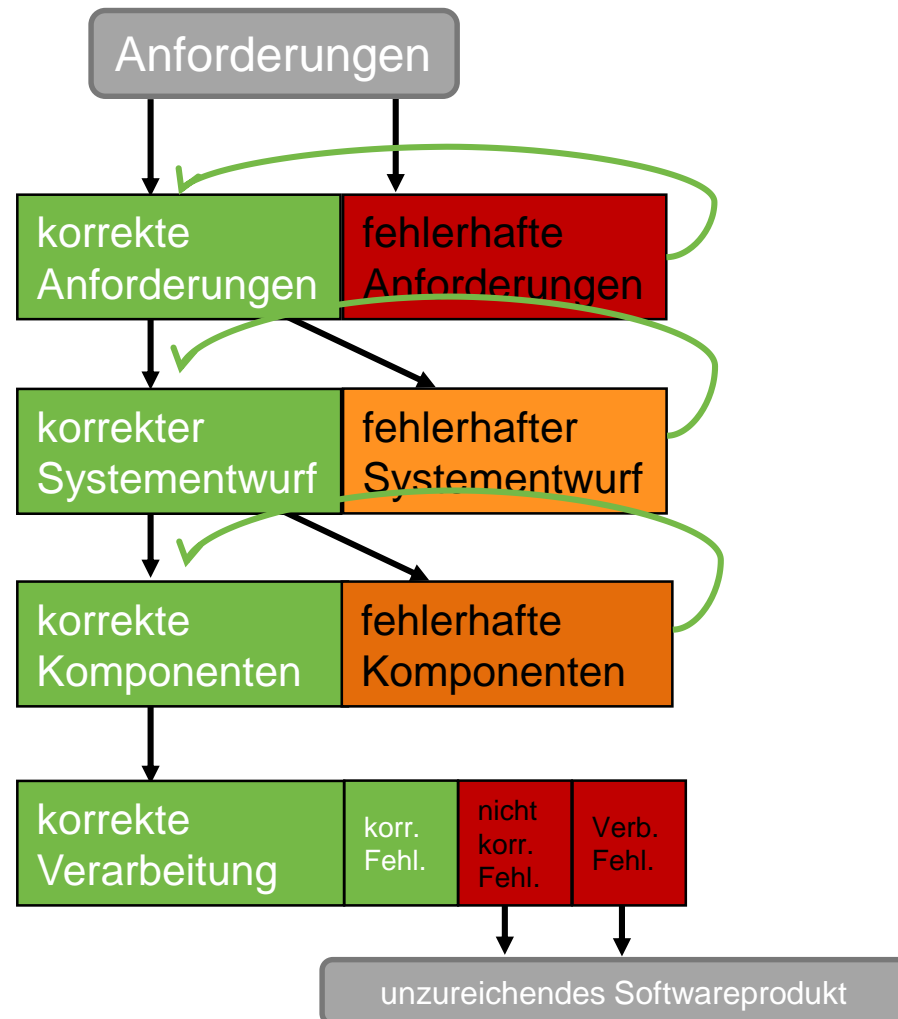 Anforderungen
korrekte
Anforderungen
fehlerhafte
Anforderungen
korrekter
Systementwurf
fehlerhafter
Systementwurf
korrekte
Komponenten
fehlerhafte
Komponenten
korrekte
Verarbeitung
korr.
Fehl.
nicht
korr.
Fehl.
Verb.
Fehl.
unzureichendes Softwareprodukt